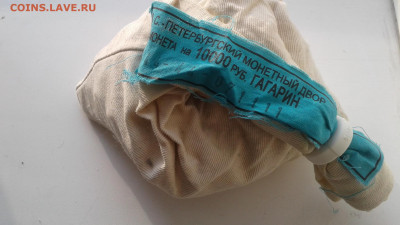 COINS.LAVE.RU
С.-ПЕТЕРБУРГСКИЙ МОНЕТНЫЙ ДВОР
МОНЕТА НА 10000 РУБ. ГАГАРИН